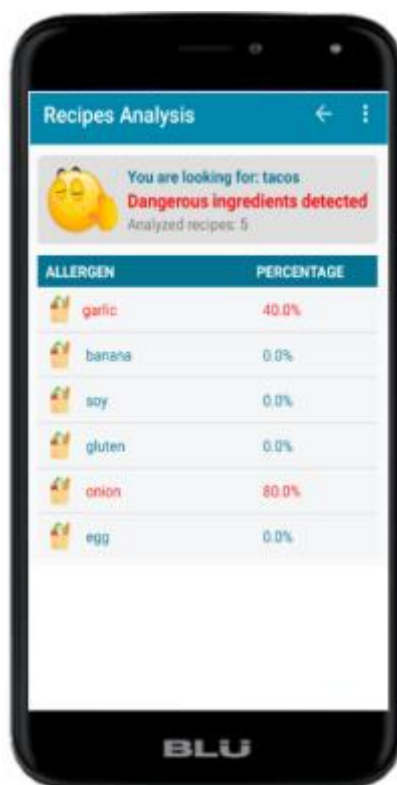 Recipes Analysis
You are looking for: tacos
Dangerous ingredients detected
Analyzed recipes: 5
ALLERGEN PERCENTAGE
garlic 40.0%
banana 0.0%
soy 0.0%
gluten 0.0%
onion 80.0%
egg 0.0%
BLU